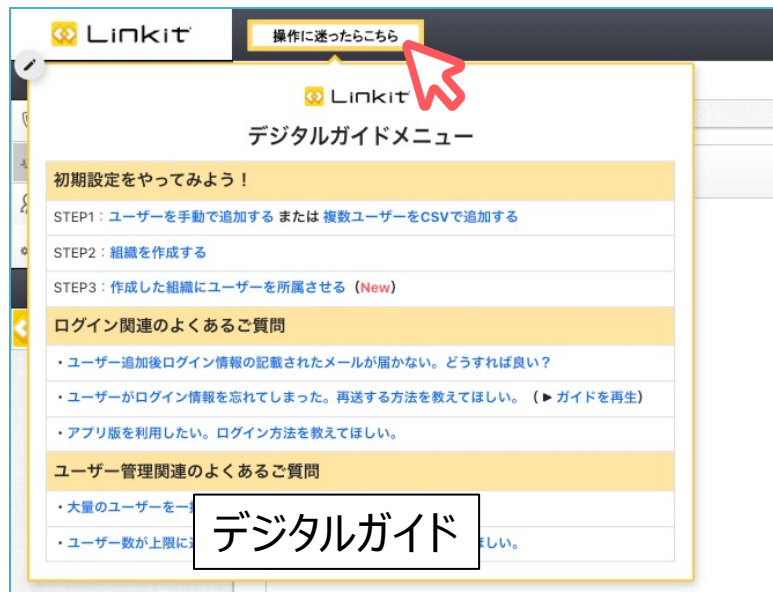 Linkit
操作に迷ったらこちら
Linkit
デジタルガイドメニュー
初期設定をやってみよう！
STEP1：ユーザーを手動で追加する または 複数ユーザーをCSVで追加する
STEP2：組織を作成する
STEP3：作成した組織にユーザーを所属させる（New）
ログイン関連のよくあるご質問
・ユーザー追加後ログイン情報の記載されたメールが届かない。どうすれば良い？
・ユーザーがログイン情報を忘れてしまった。再送する方法を教えてほしい。（▶ガイドを再生）
・アプリ版を利用したい。ログイン方法を教えてほしい。
ユーザー管理関連のよくあるご質問
・大量のユーザーを一
・ユーザー数が上限に
しい。
デジタルガイド